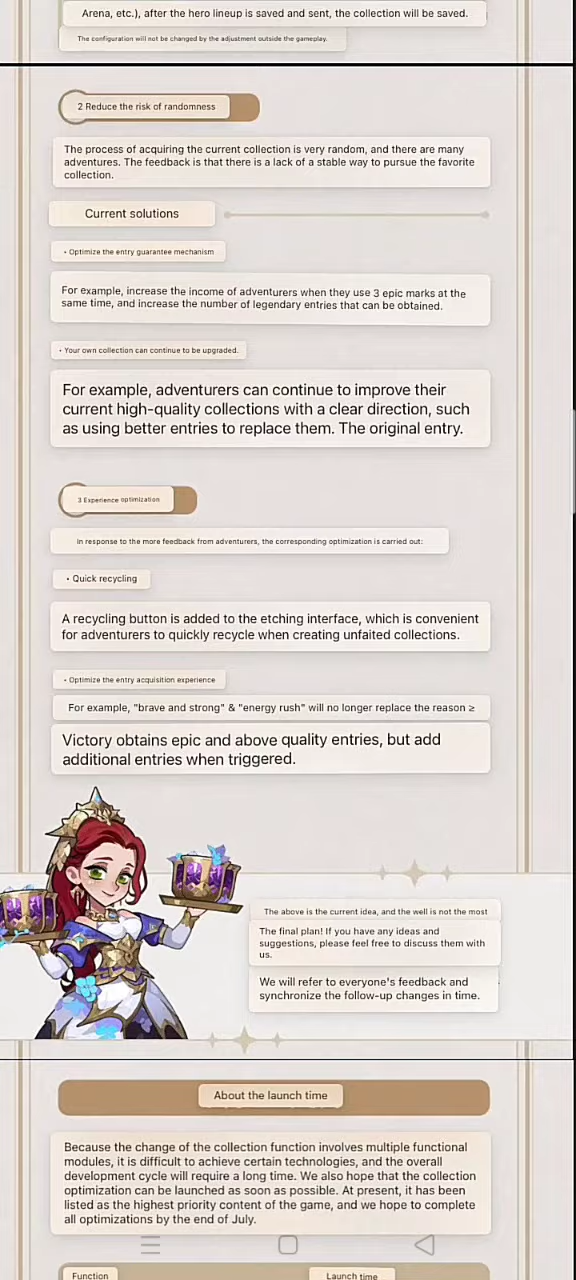 Arena, etc.), after the hero lineup is saved and sent, the collection will be saved.
The configuration will not be changed by the adjustment outside the gameplay.
2 Reduce the risk of randomness
The process of acquiring the current collection is very random, and there are many
adventures. The feedback is that there is a lack of a stable way to pursue the favorite
collection.
Current solutions
• Optimize the entry guarantee mechanism
For example, increase the income of adventurers when they use 3 epic marks at the
same time, and increase the number of legendary entries that can be obtained.
• Your own collection can continue to be upgraded.
For example, adventurers can continue to improve their
current high-quality collections with a clear direction, such
as using better entries to replace them. The original entry.
3 Experience optimization
In response to the more feedback from adventurers, the corresponding optimization is carried out:
• Quick recycling
A recycling button is added to the etching interface, which is convenient
for adventurers to quickly recycle when creating unfaited collections.
• Optimize the entry acquisition experience
For example, "brave and strong" & "energy rush" will no longer replace the reason ≥
Victory obtains epic and above quality entries, but add
additional entries when triggered.
The above is the current idea, and the well is not the most
The final plan! If you have any ideas and
suggestions, please feel free to discuss them with
us.
We will refer to everyone's feedback and
synchronize the follow-up changes in time.
About the launch time
Because the change of the collection function involves multiple functional
modules, it is difficult to achieve certain technologies, and the overall
development cycle will require a long time. We also hope that the collection
optimization can be launched as soon as possible. At present, it has been
listed as the highest priority content of the game, and we hope to complete
all optimizations by the end of July.
Function
Launch time